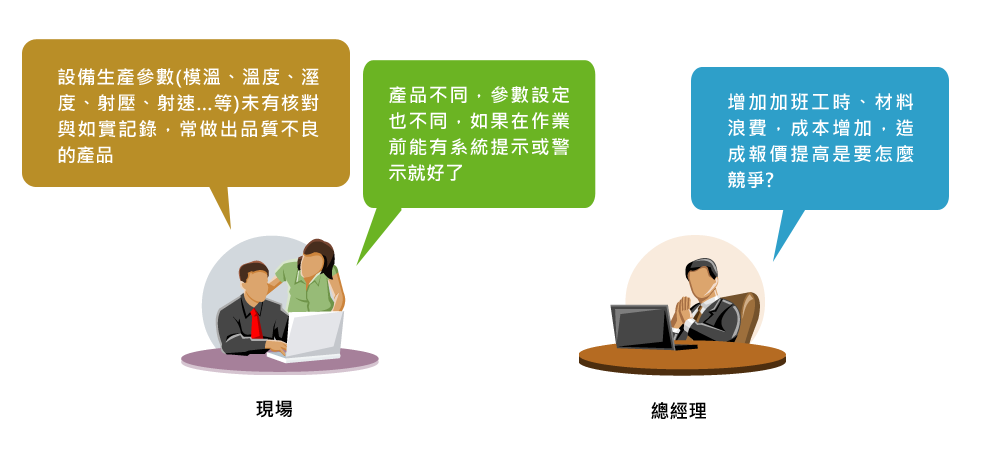 設備生產參數(模溫、溫度、溼
度、射壓、射速...等)未有核對
與如實記錄，常做出品質不良
的產品
產品不同，參數設定
也不同，如果在作業
前能有系統提示或警
示就好了
增加加班工時、材料
浪費，成本增加，造
成報價提高是要怎麼
競爭?
現場
總經理